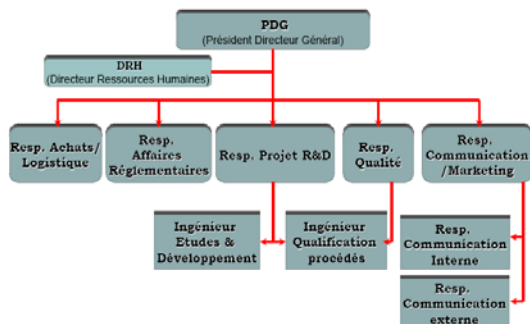 PDG
(Président Directeur Général)
DRH
(Directeur Ressources Humaines)
Resp. Achats/
Logistique
Resp.
Affaires
Réglementaires
Resp. Projet R&D
Resp.
Qualité
Resp.
Communication
/Marketing
Ingénieur
Etudes &
Développement
Ingénieur
Qualification
procédés
Resp.
Communication
Interne
Resp.
Communication
externe